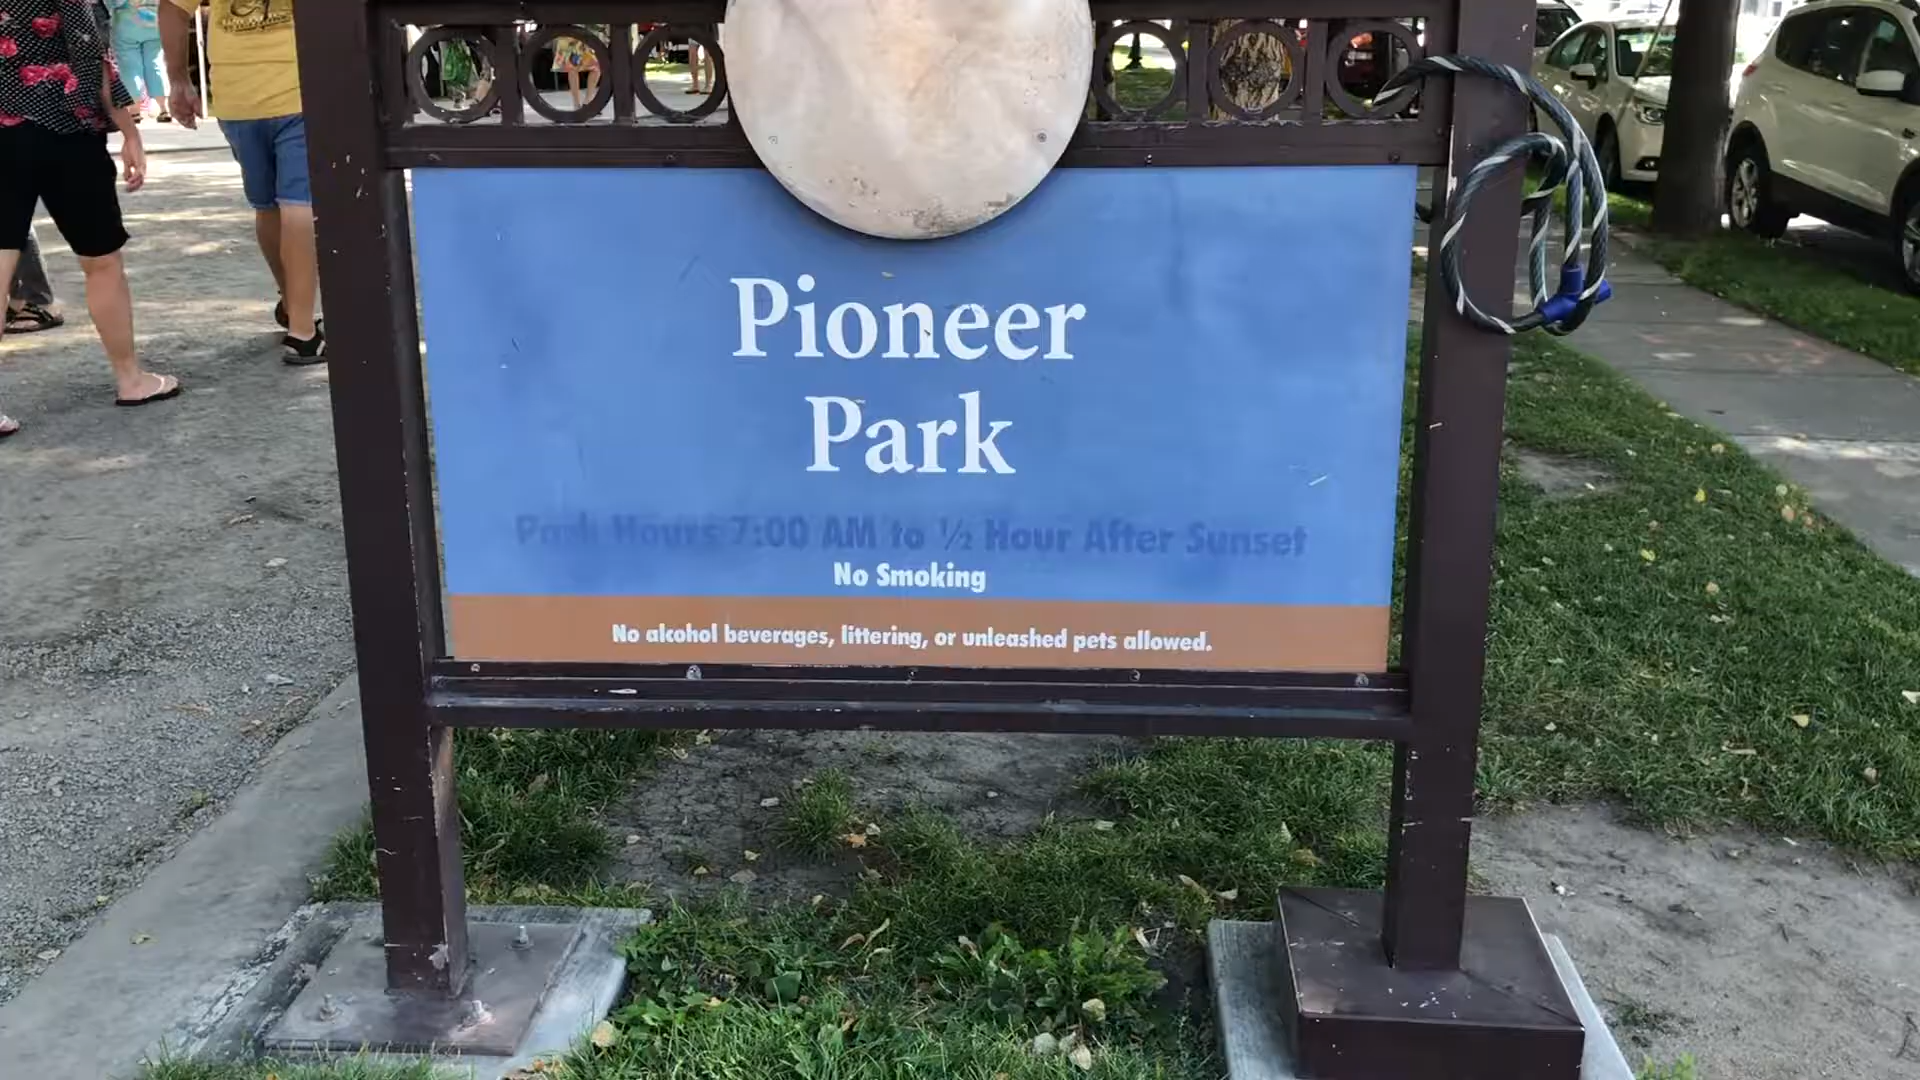 Pioneer
Park
Park Hours 7:00 AM to ½ Hour After Sunset
No Smoking
No alcohol beverages, littering, or unleashed pets allowed.